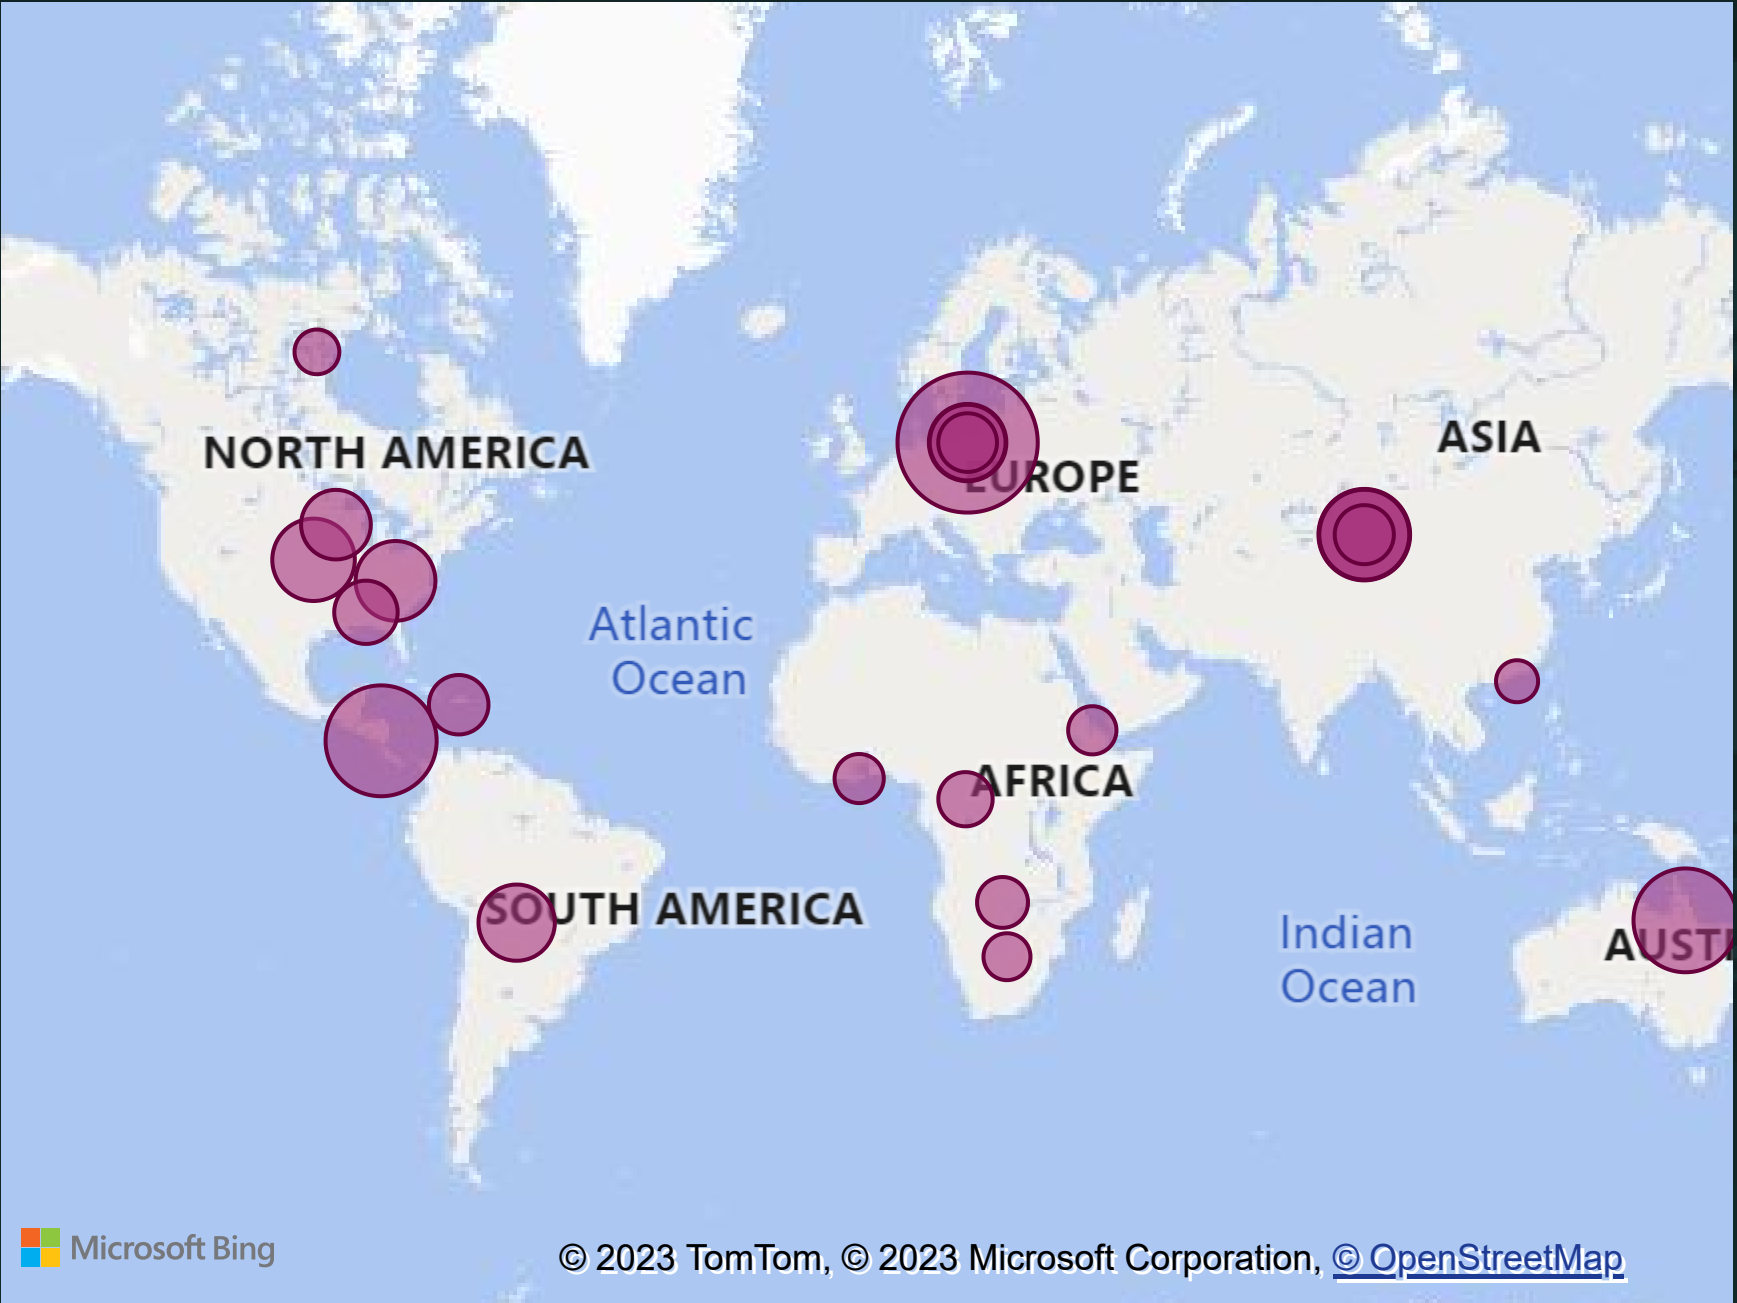 NORTH AMERICA
EUROPE
ASIA
Atlantic
Ocean
AFRICA
SOUTH AMERICA
Indian
Ocean
AUST
Microsoft Bing
© 2023 TomTom, © 2023 Microsoft Corporation, © OpenStreetMap